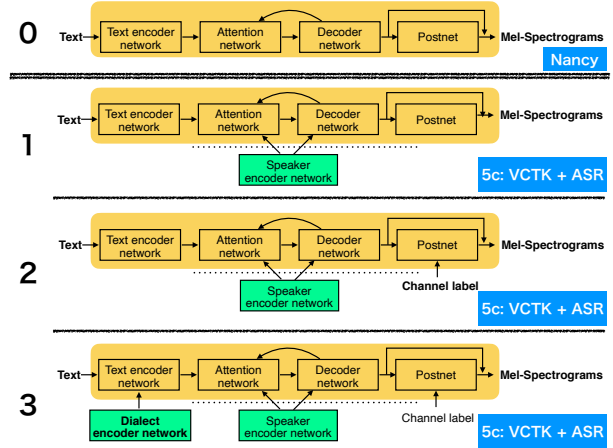 0
Text
Text encoder
network
Attention
network
Decoder
network
Postnet
Mel-Spectrograms
Nancy
1
Text
Text encoder
network
Attention
network
Decoder
network
Postnet
Mel-Spectrograms
Speaker
encoder network
5c: VCTK + ASR
2
Text
Text encoder
network
Attention
network
Decoder
network
Postnet
Mel-Spectrograms
Speaker
encoder network
Channel label
5c: VCTK + ASR
3
Text
Text encoder
network
Attention
network
Decoder
network
Postnet
Mel-Spectrograms
Dialect
encoder network
Speaker
encoder network
Channel label
5c: VCTK + ASR